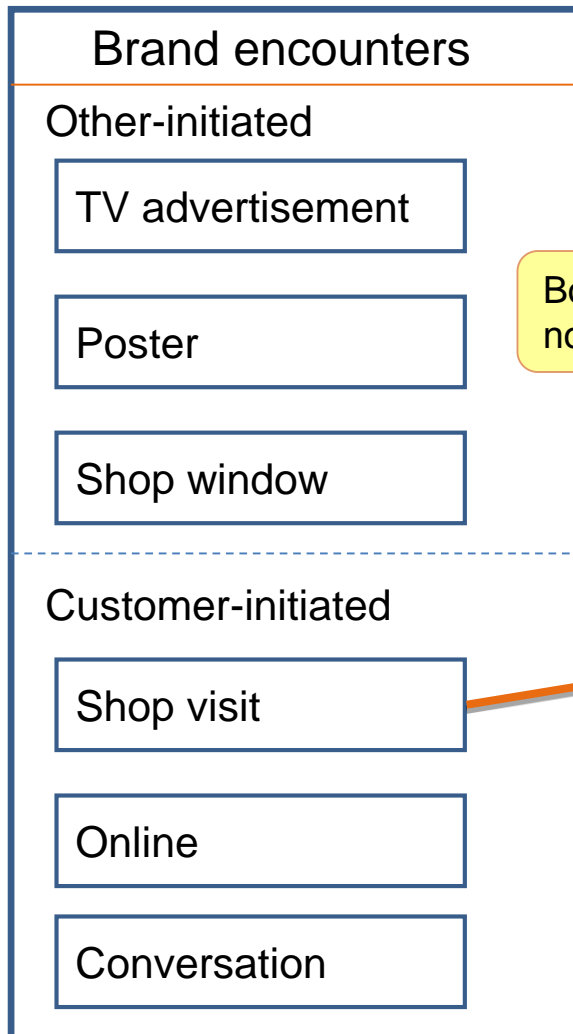 Brand encounters
Other-initiated
TV advertisement
Poster
Shop window
Customer-initiated
Shop visit
Online
Conversation